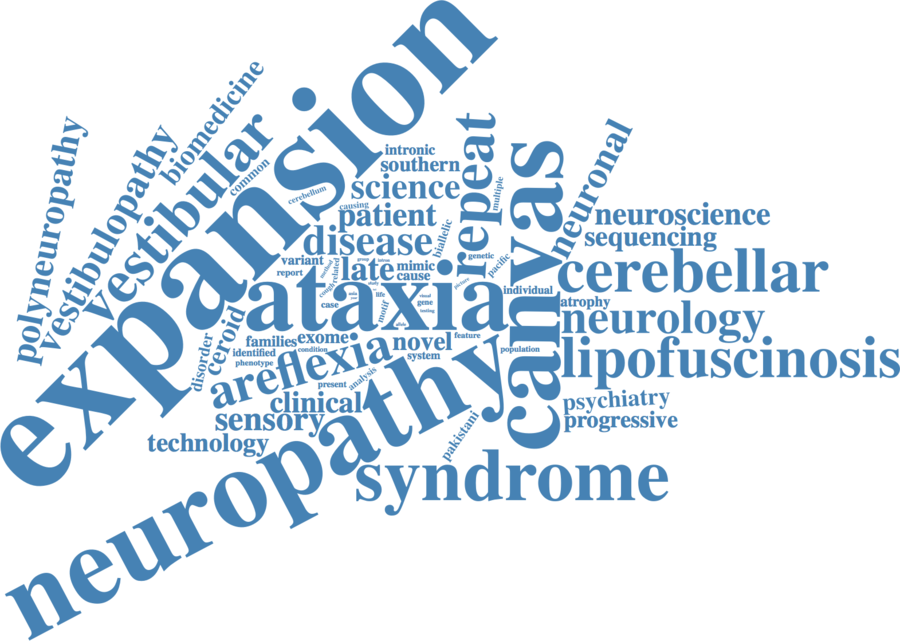 expansion
neuropathy
ataxia
canvas
syndrome
cerebellar
lipofuscinosis
repeat
vestibular
neurology
areflexia
vestibulopathy
polyneuropathy
biomedicine
neuronal
neuroscience
sequencing
disease
science
patient
southern
intronic
late
mimic
cause
variant
report
common
cerebellum
causing
multiple
biallelic
genetic
pacific
individual
atrophy
psychiatry
progressive
population
feature
novel
system
exome
families
identified
phenotype
condition
ceroid
disorder
clinical
sensory
technology
present
analysis
pakistani
case
related
cough
motif
life
gene